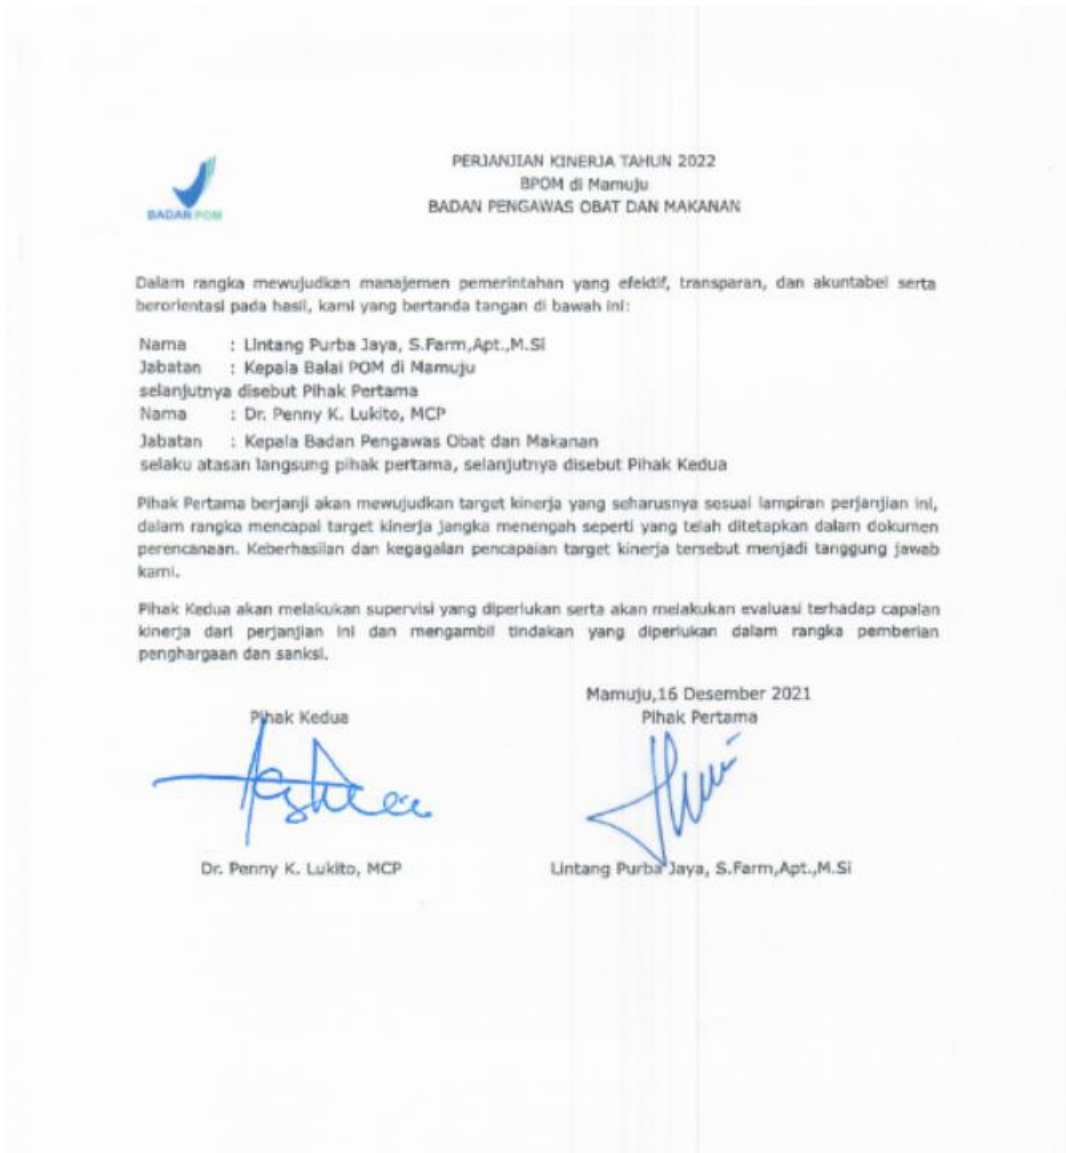 BADAN POM
PERJANJIAN KINERJA TAHUN 2022
BPOM di Mamuju
BADAN PENGAWAS OBAT DAN MAKANAN
Dalam rangka mewujudkan manajemen pemerintahan yang efektif, transparan, dan akuntabel serta
berorientasi pada hasil, kami yang bertanda tangan di bawah ini:
Nama : Lintang Purba Jaya, S.Farm,Apt.,M.Si
Jabatan : Kepala Balai POM di Mamuju
selanjutnya disebut Pihak Pertama
Nama : Dr. Penny K. Lukito, MCP
Jabatan : Kepala Badan Pengawas Obat dan Makanan
selaku atasan langsung pihak pertama, selanjutnya disebut Pihak Kedua
Pihak Pertama berjanji akan mewujudkan target kinerja yang seharusnya sesuai lampiran perjanjian ini,
dalam rangka mencapai target kinerja jangka menengah seperti yang telah ditetapkan dalam dokumen
perencanaan. Keberhasilan dan kegagalan pencapaian target kinerja tersebut menjadi tanggung jawab
kami.
Pihak Kedua akan melakukan supervisi yang diperlukan serta akan melakukan evaluasi terhadap capaian
kinerja dari perjanjian ini dan mengambil tindakan yang diperlukan dalam rangka pemberian
penghargaan dan sanksi.
Mamuju,16 Desember 2021
Pihak Kedua Pihak Pertama
Dr. Penny K. Lukito, MCP Lintang Purba Jaya, S.Farm,Apt.,M.Si